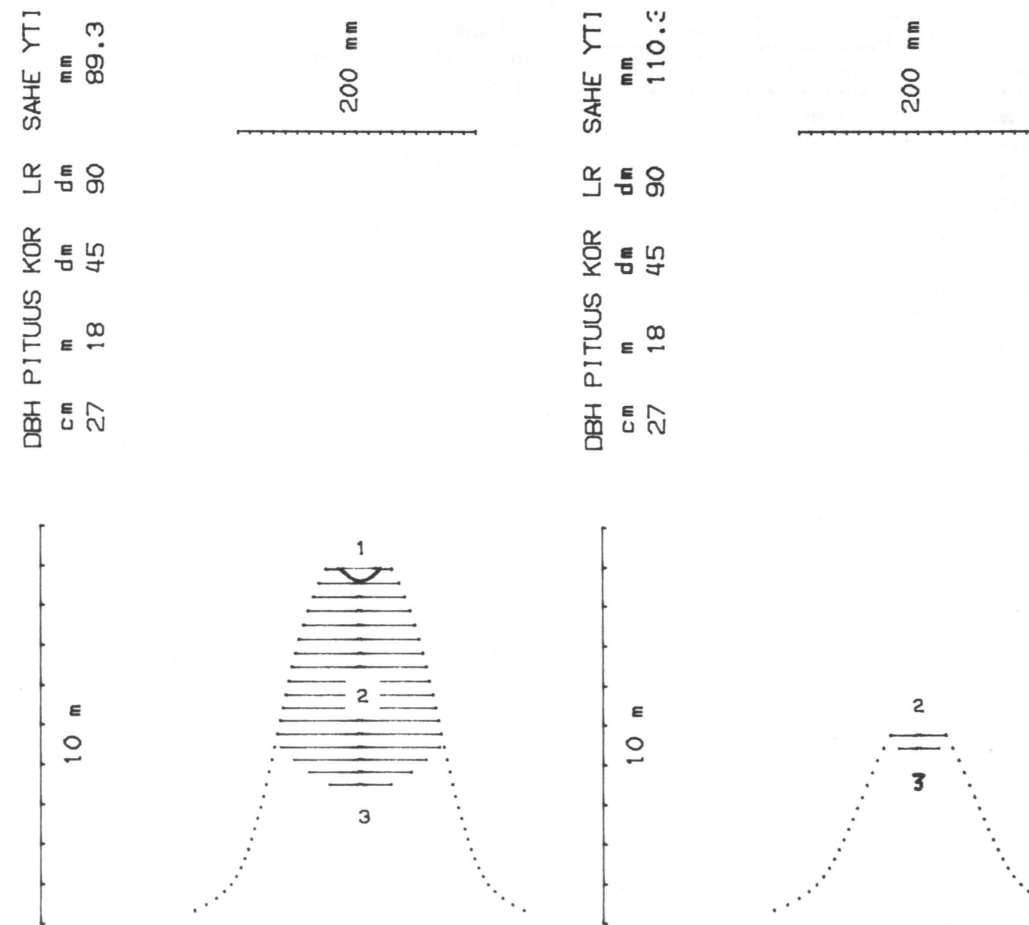 DBH PITUUS KOR LR SAHE YTI
cm m dm dm mm
27 18 45 90 89.3
200 mm
10 m
1
2
3
DBH PITUUS KOR LR SAHE YTI
cm m dm dm mm
27 18 45 90 110.3
200 mm
10 m
2
3